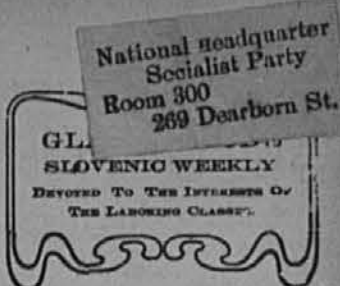 National Headquarter
Socialist Party
Room 300
269 Dearborn St.
GL
SLOVENIC WEEKLY
DEVOTED TO THE INTERESTS OF
THE LABORING CLASSES.